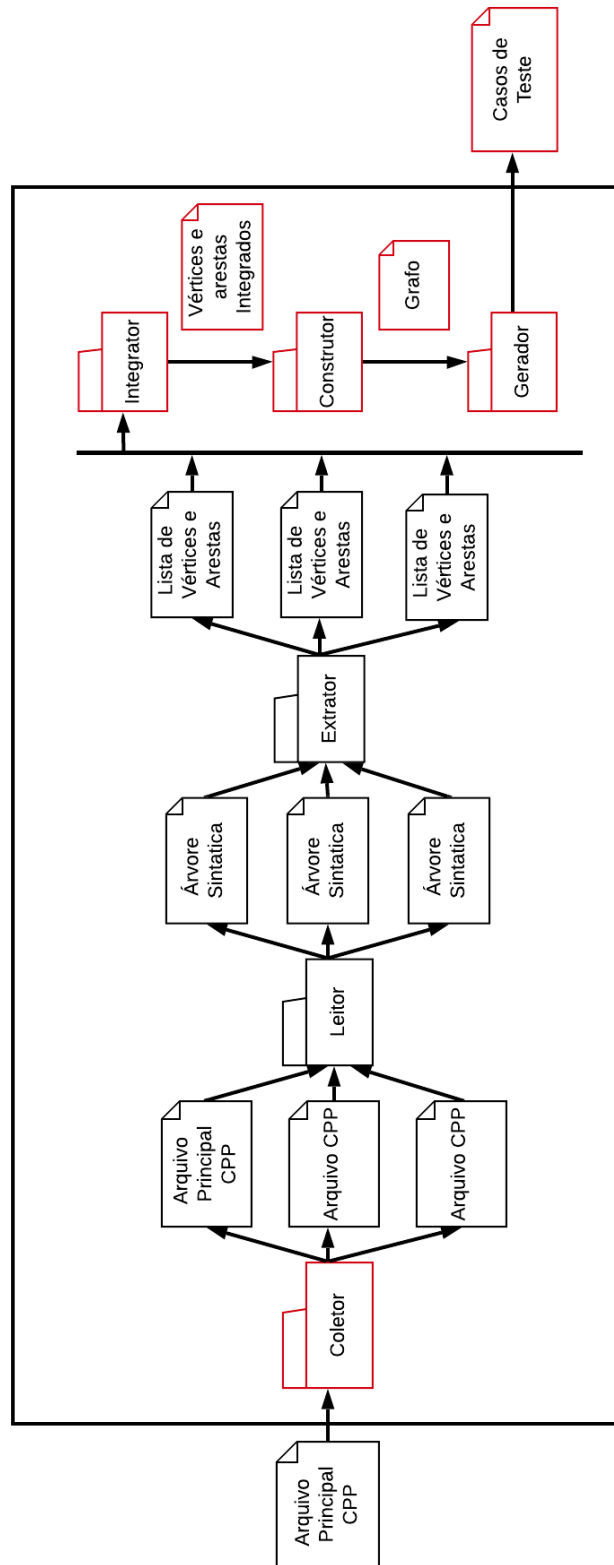 Arquivo
Principal
CPP
Coletor
Arquivo
Principal
CPP
Arquivo CPP
Arquivo CPP
Leitor
Árvore
Sintatica
Árvore
Sintatica
Árvore
Sintatica
Extrator
Lista de
Vértices e
Arestas
Lista de
Vértices e
Arestas
Lista de
Vértices e
Arestas
Integrator
Vértices e
arestas
Integrados
Construtor
Grafo
Gerador
Casos de
Teste